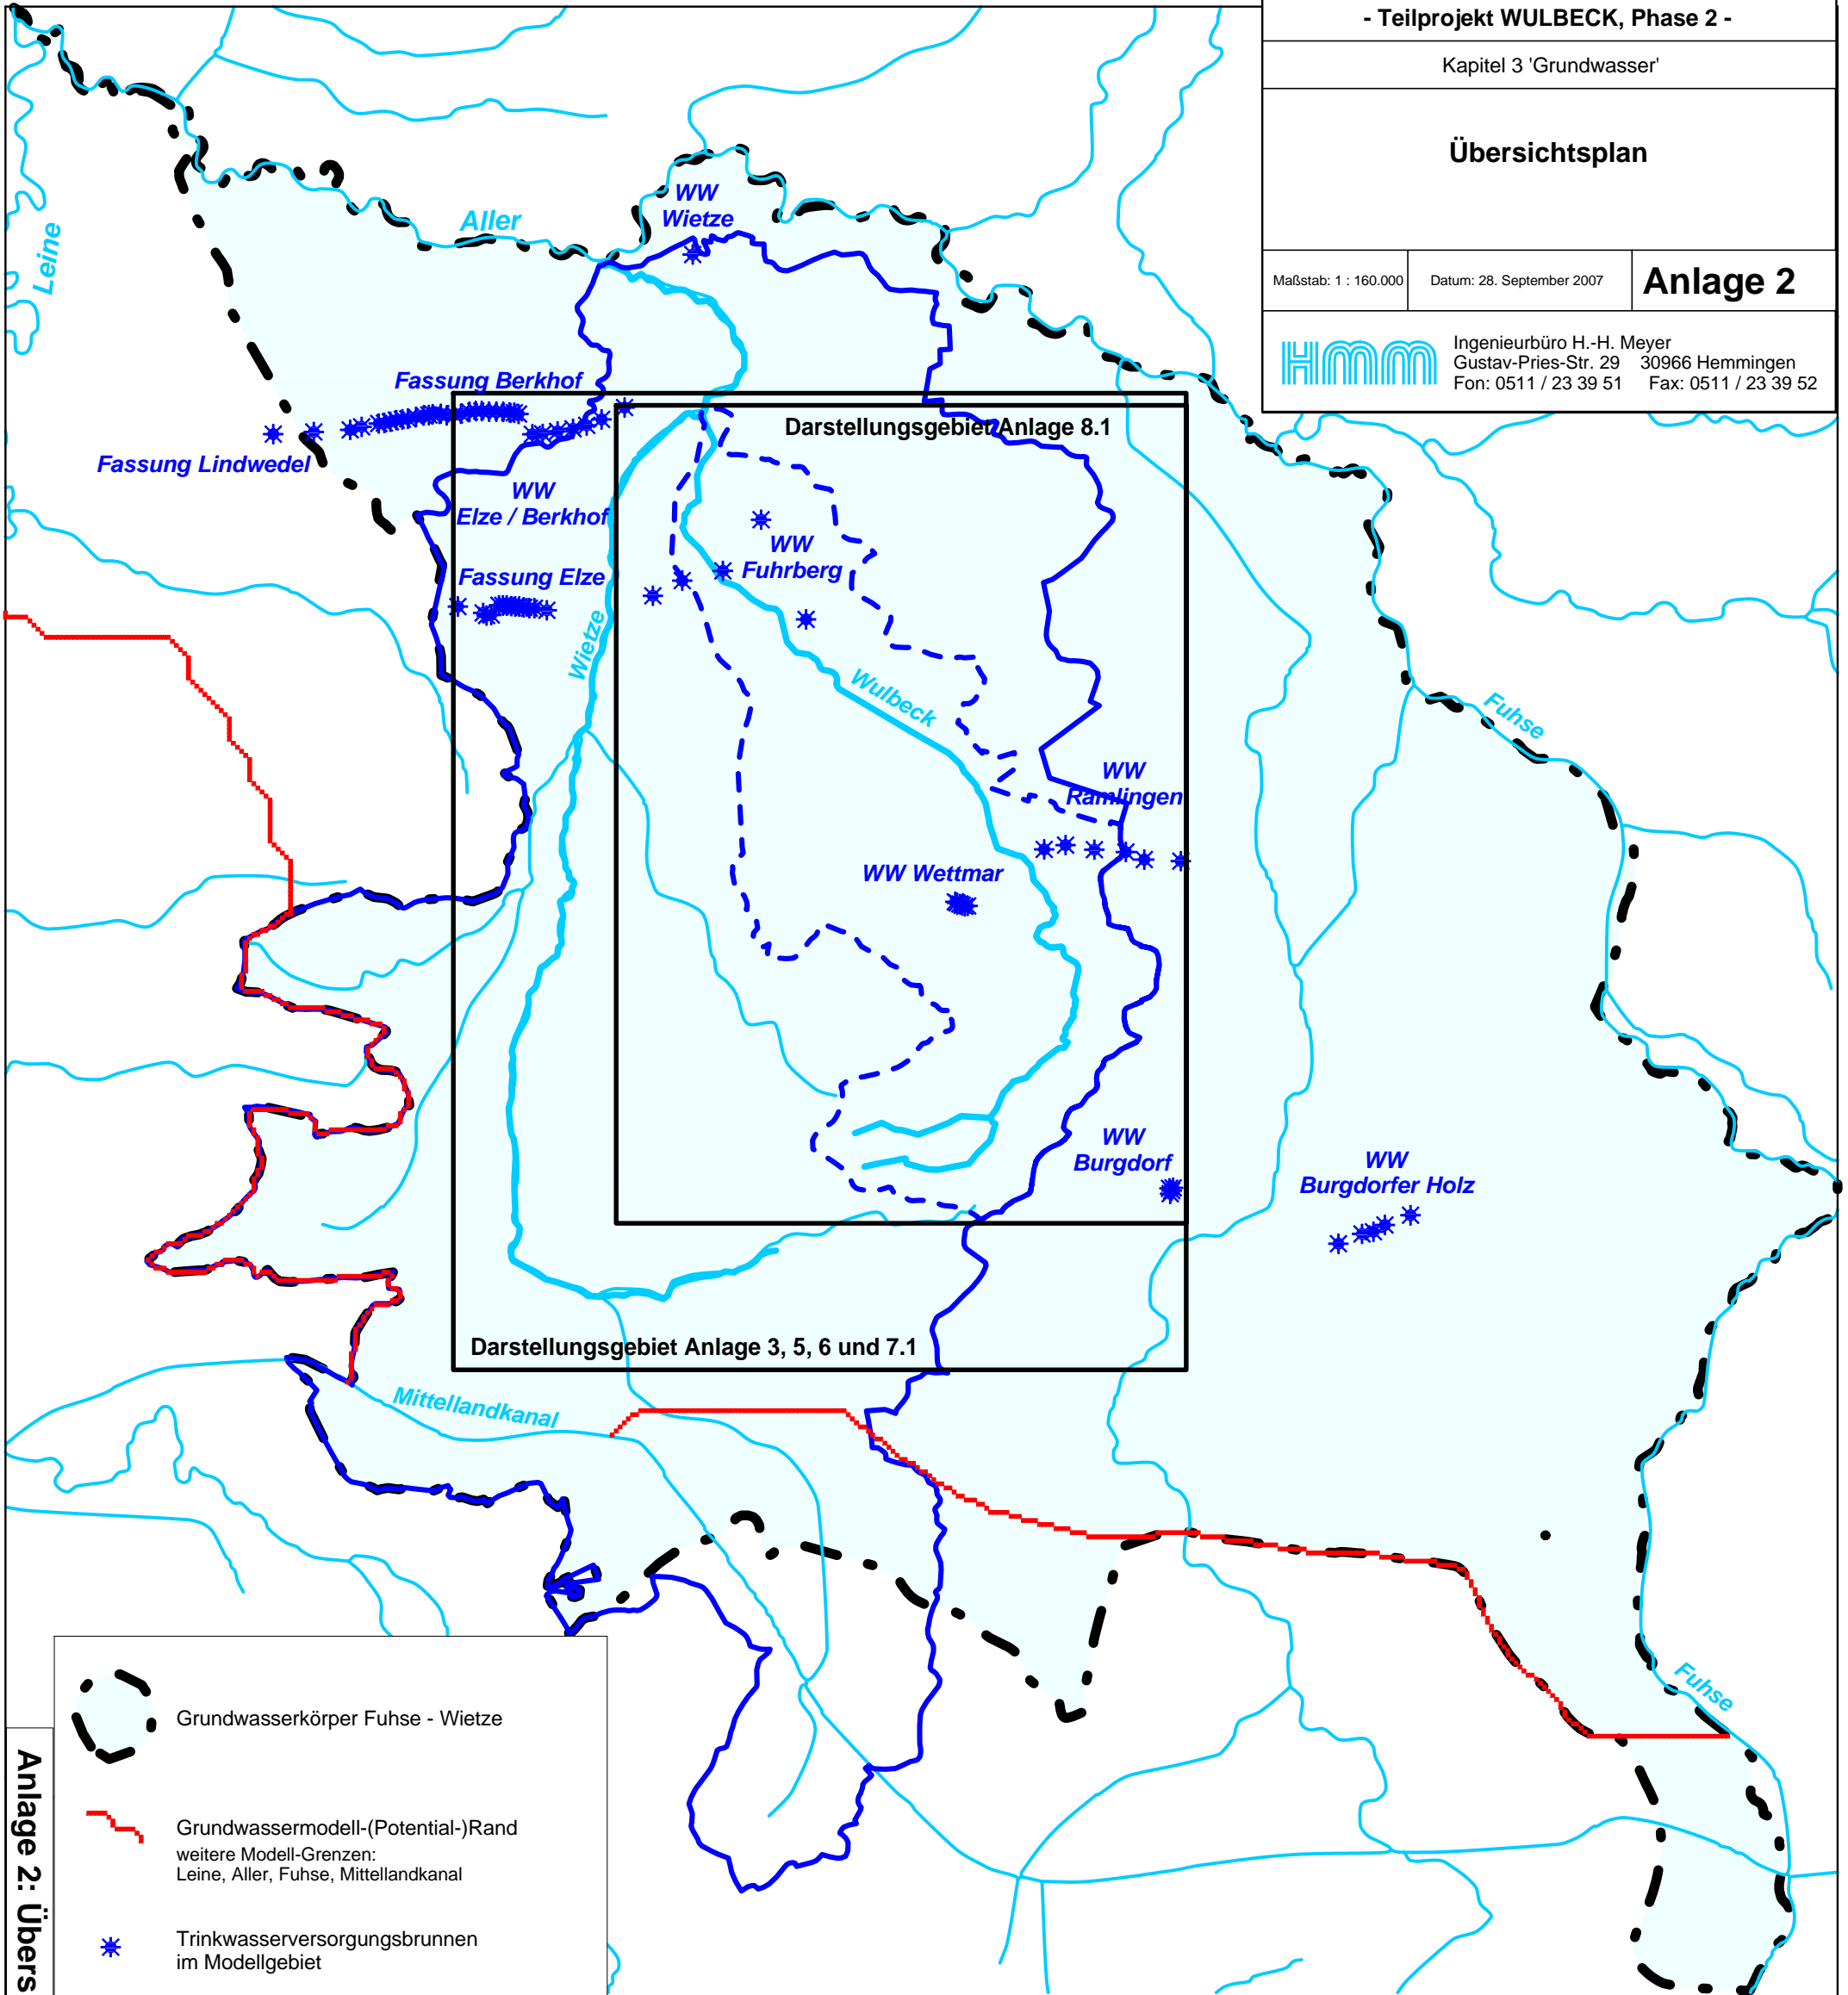 - Teilprojekt WULBECK, Phase 2 -
Kapitel 3 'Grundwasser'
Übersichtsplan
Maßstab: 1 : 160.000
Datum: 28. September 2007
Anlage 2
HMM
Ingenieurbüro H.-H. Meyer
Gustav-Pries-Str. 29 30966 Hemmingen
Fon: 0511 / 23 39 51 Fax: 0511 / 23 39 52
WW
Wietze
Aller
Leine
Fassung Berkhof
Darstellungsgebiet Anlage 8.1
Fassung Lindwedel
WW
Elze / Berkhof
WW
Fuhrberg
Fassung Elze
Wietze
Wulbeck
Fuhse
WW
Ramlingen
WW Wettmar
WW
Burgdorf
WW
Burgdorfer Holz
Darstellungsgebiet Anlage 3, 5, 6 und 7.1
Mittellandkanal
Fuhse
Grundwasserkörper Fuhse - Wietze
Grundwassermodell-(Potential-)Rand
weitere Modell-Grenzen:
Leine, Aller, Fuhse, Mittellandkanal
Trinkwasserversorgungsbrunnen
im Modellgebiet
Anlage 2: Übers